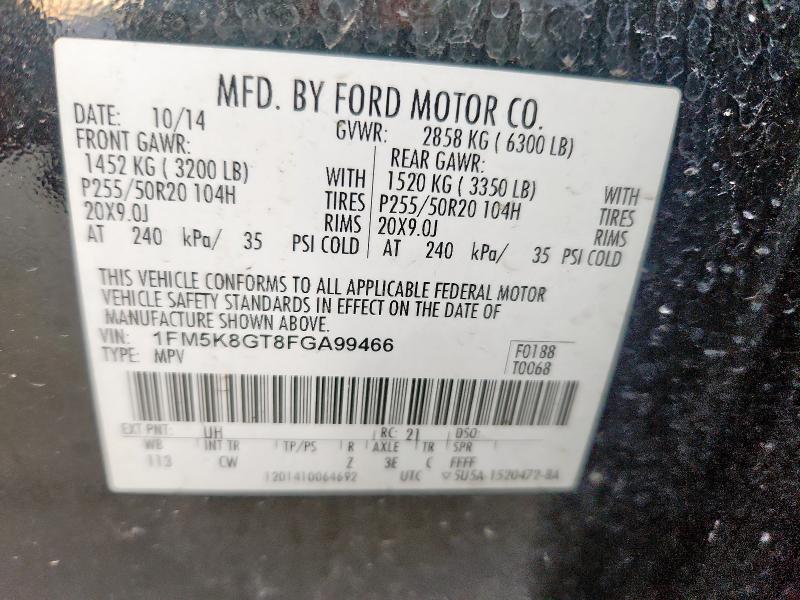 MFD. BY FORD MOTOR CO.
DATE: 10/14 GVWR: 2858 KG ( 6300 LB)
FRONT GAWR: REAR GAWR:
1452 KG ( 3200 LB) WITH 1520 KG ( 3350 LB) WITH
P255/50R20 104H TIRES P255/50R20 104H TIRES
20X9.0J RIMS 20X9.0J RIMS
AT 240 kPa/ 35 PSI COLD AT 240 kPa/ 35 PSI COLD
THIS VEHICLE CONFORMS TO ALL APPLICABLE FEDERAL MOTOR
VEHICLE SAFETY STANDARDS IN EFFECT ON THE DATE OF
MANUFACTURE SHOWN ABOVE.
VIN: 1FM5K8GT8FGA99466 F0188
TYPE: MPV T0068
EXT PNT: UH RC: 21 DSO:
WB INT TR TP/PS R AXLE TR SPR
113 CW Z 3E C FFFF
1201410064692 UTC ▽5U5A-1520472-BA